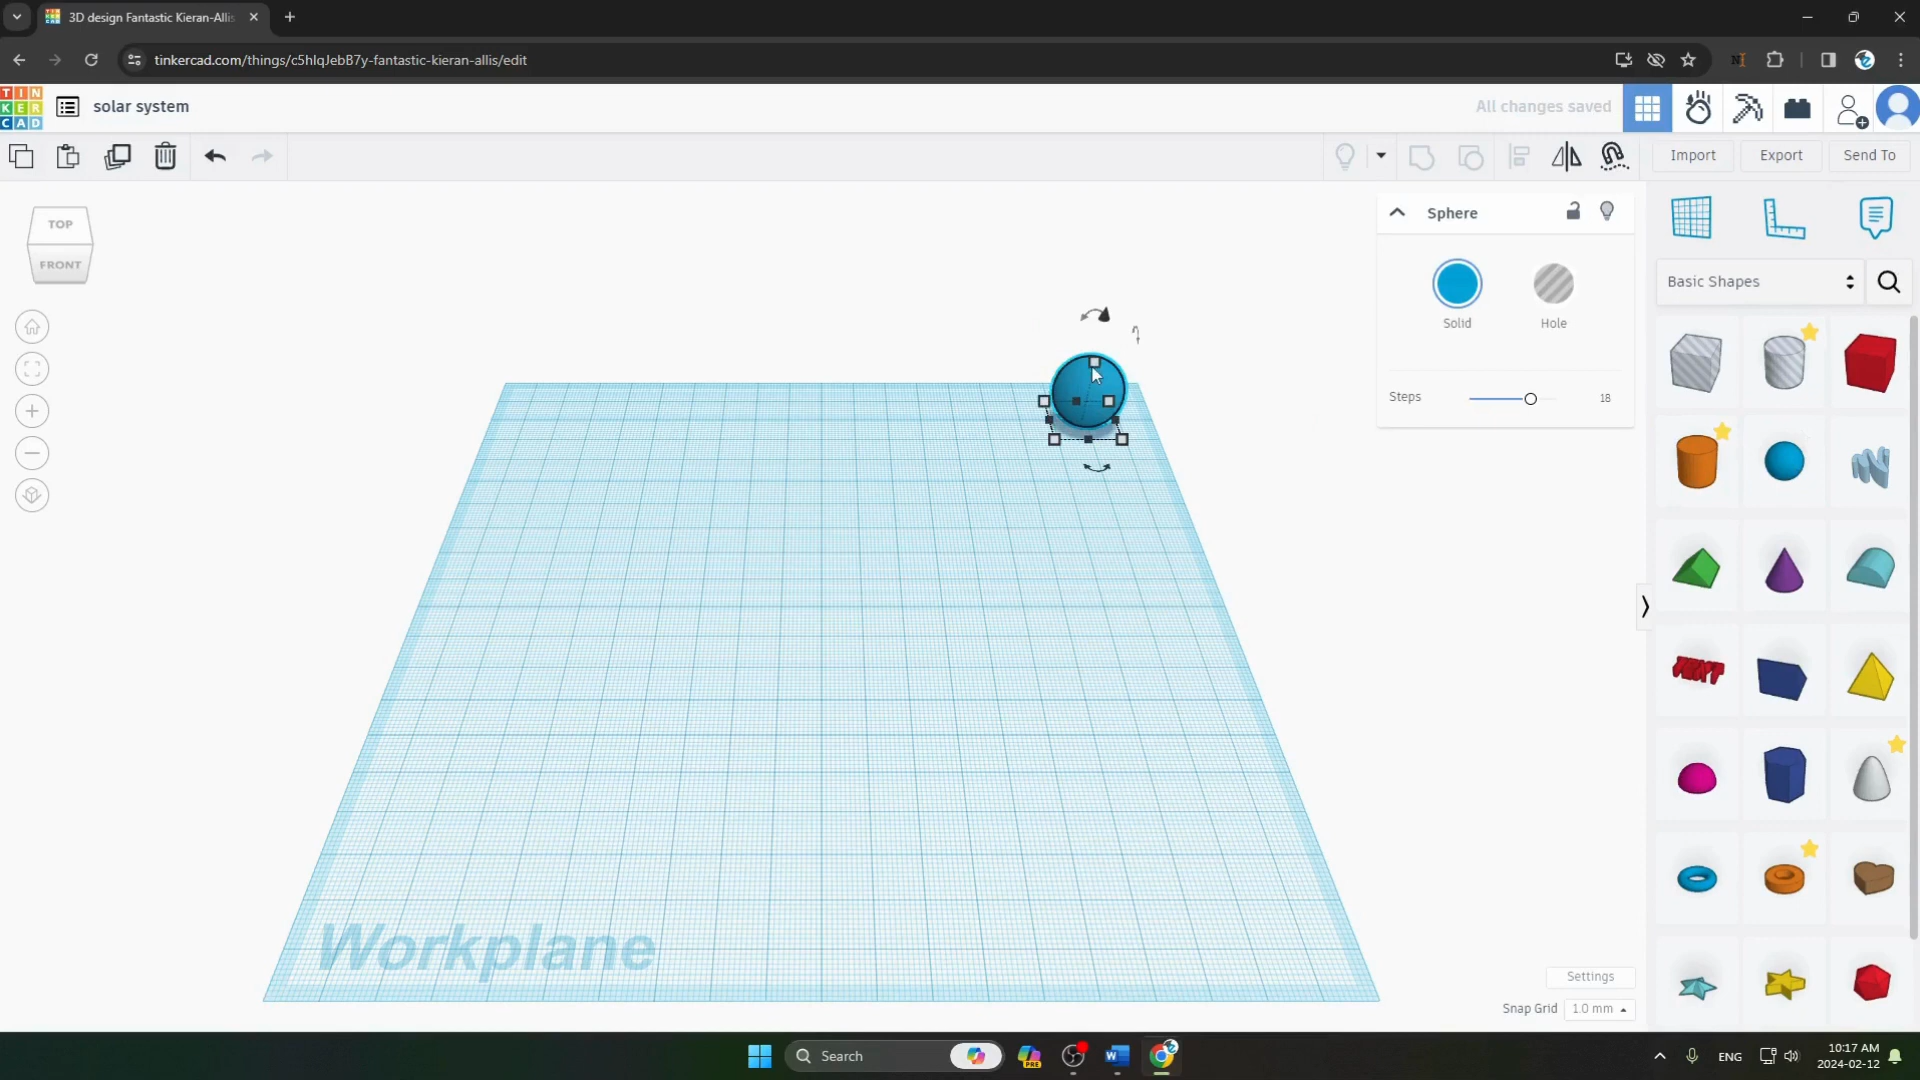 3D design Fantastic Kieran-Allis
tinkercad.com/things/c5hlqJebB7y-fantastic-kieran-allis/edit
TIN
KER
CAD
solar system
All changes saved
Import
Export
Send To
TOP
FRONT
Sphere
Solid
Hole
Steps
18
Basic Shapes
TEXT
Workplane
Settings
Snap Grid
1.0 mm
Search
PRE
ENG
10:17 AM
2024-02-12